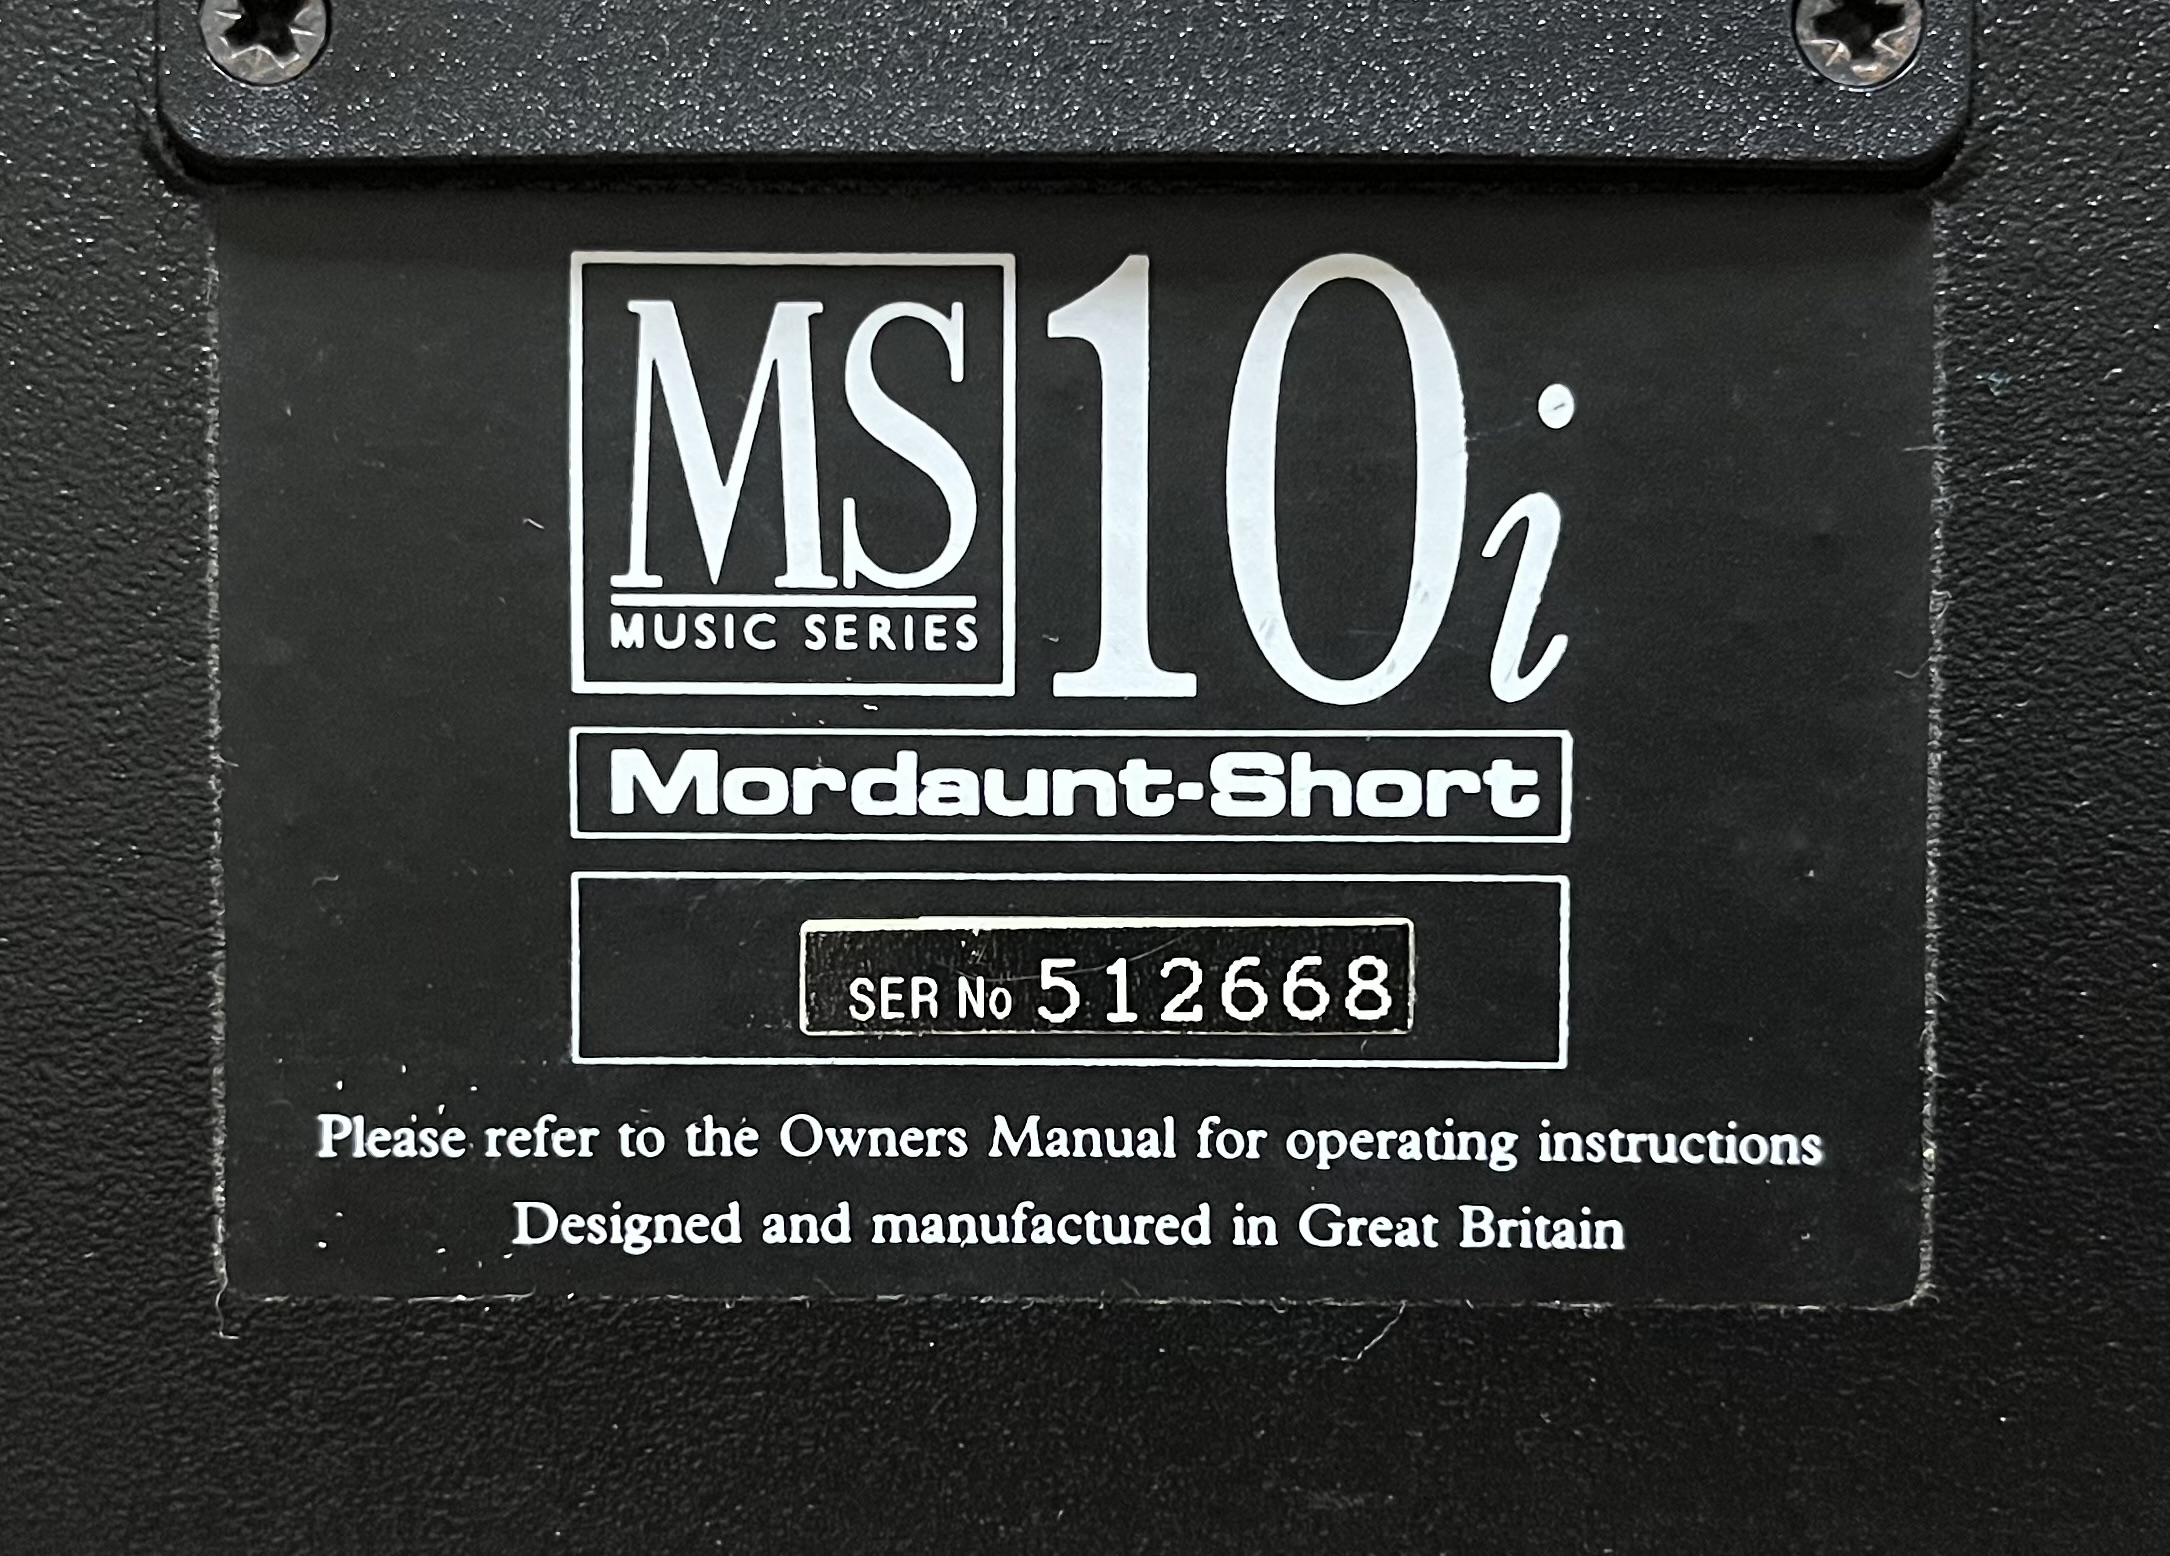 MS 10i
MUSIC SERIES
Mordaunt-Short
SER No 512668
Please refer to the Owners Manual for operating instructions
Designed and manufactured in Great Britain